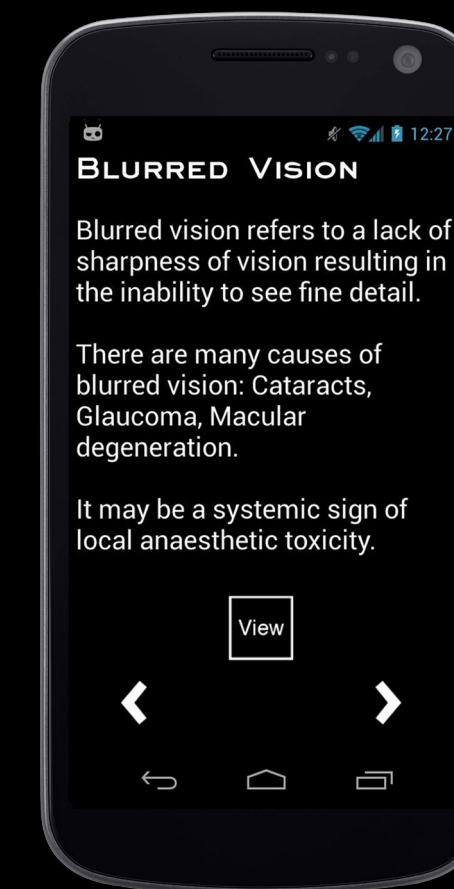 12:27
BLURRED VISION
Blurred vision refers to a lack of
sharpness of vision resulting in
the inability to see fine detail.
There are many causes of
blurred vision: Cataracts,
Glaucoma, Macular
degeneration.
It may be a systemic sign of
local anaesthetic toxicity.
View